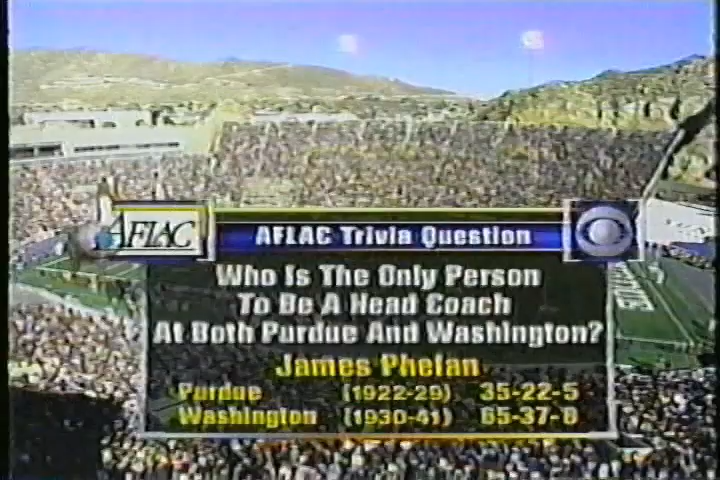 AFLAC
AFLAC Trivia Question
Who Is The Only Person
To Be A Head Coach
At Both Purdue And Washington?
James Phelan
Purdue (1922-29) 35-22-5
Washington (1930-41) 65-37-8